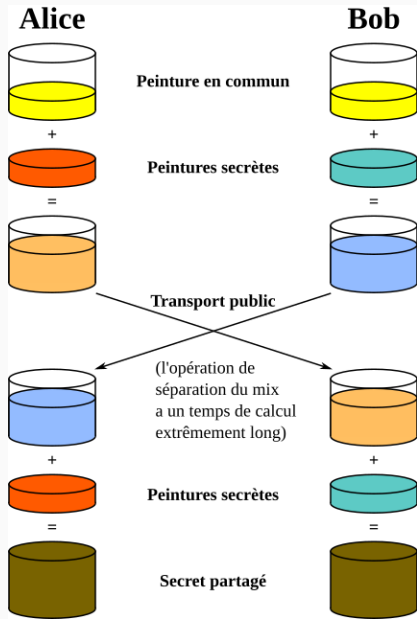 Alice Bob
Peinture en commun
+ +
Peintures secrètes
= =
Transport public
(l'opération de
séparation du mix
a un temps de calcul
extrêmement long)
+ +
Peintures secrètes
= =
Secret partagé